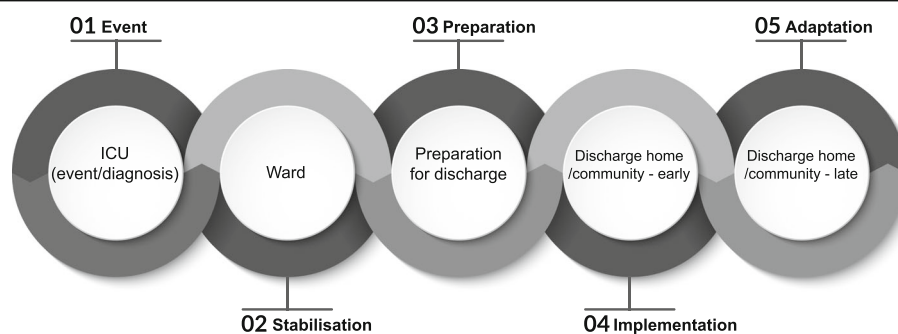 01 Event
03 Preparation
05 Adaptation
ICU
(event/diagnosis)
Ward
Preparation
for discharge
Discharge home
/community - early
Discharge home
/community - late
02 Stabilisation
04 Implementation